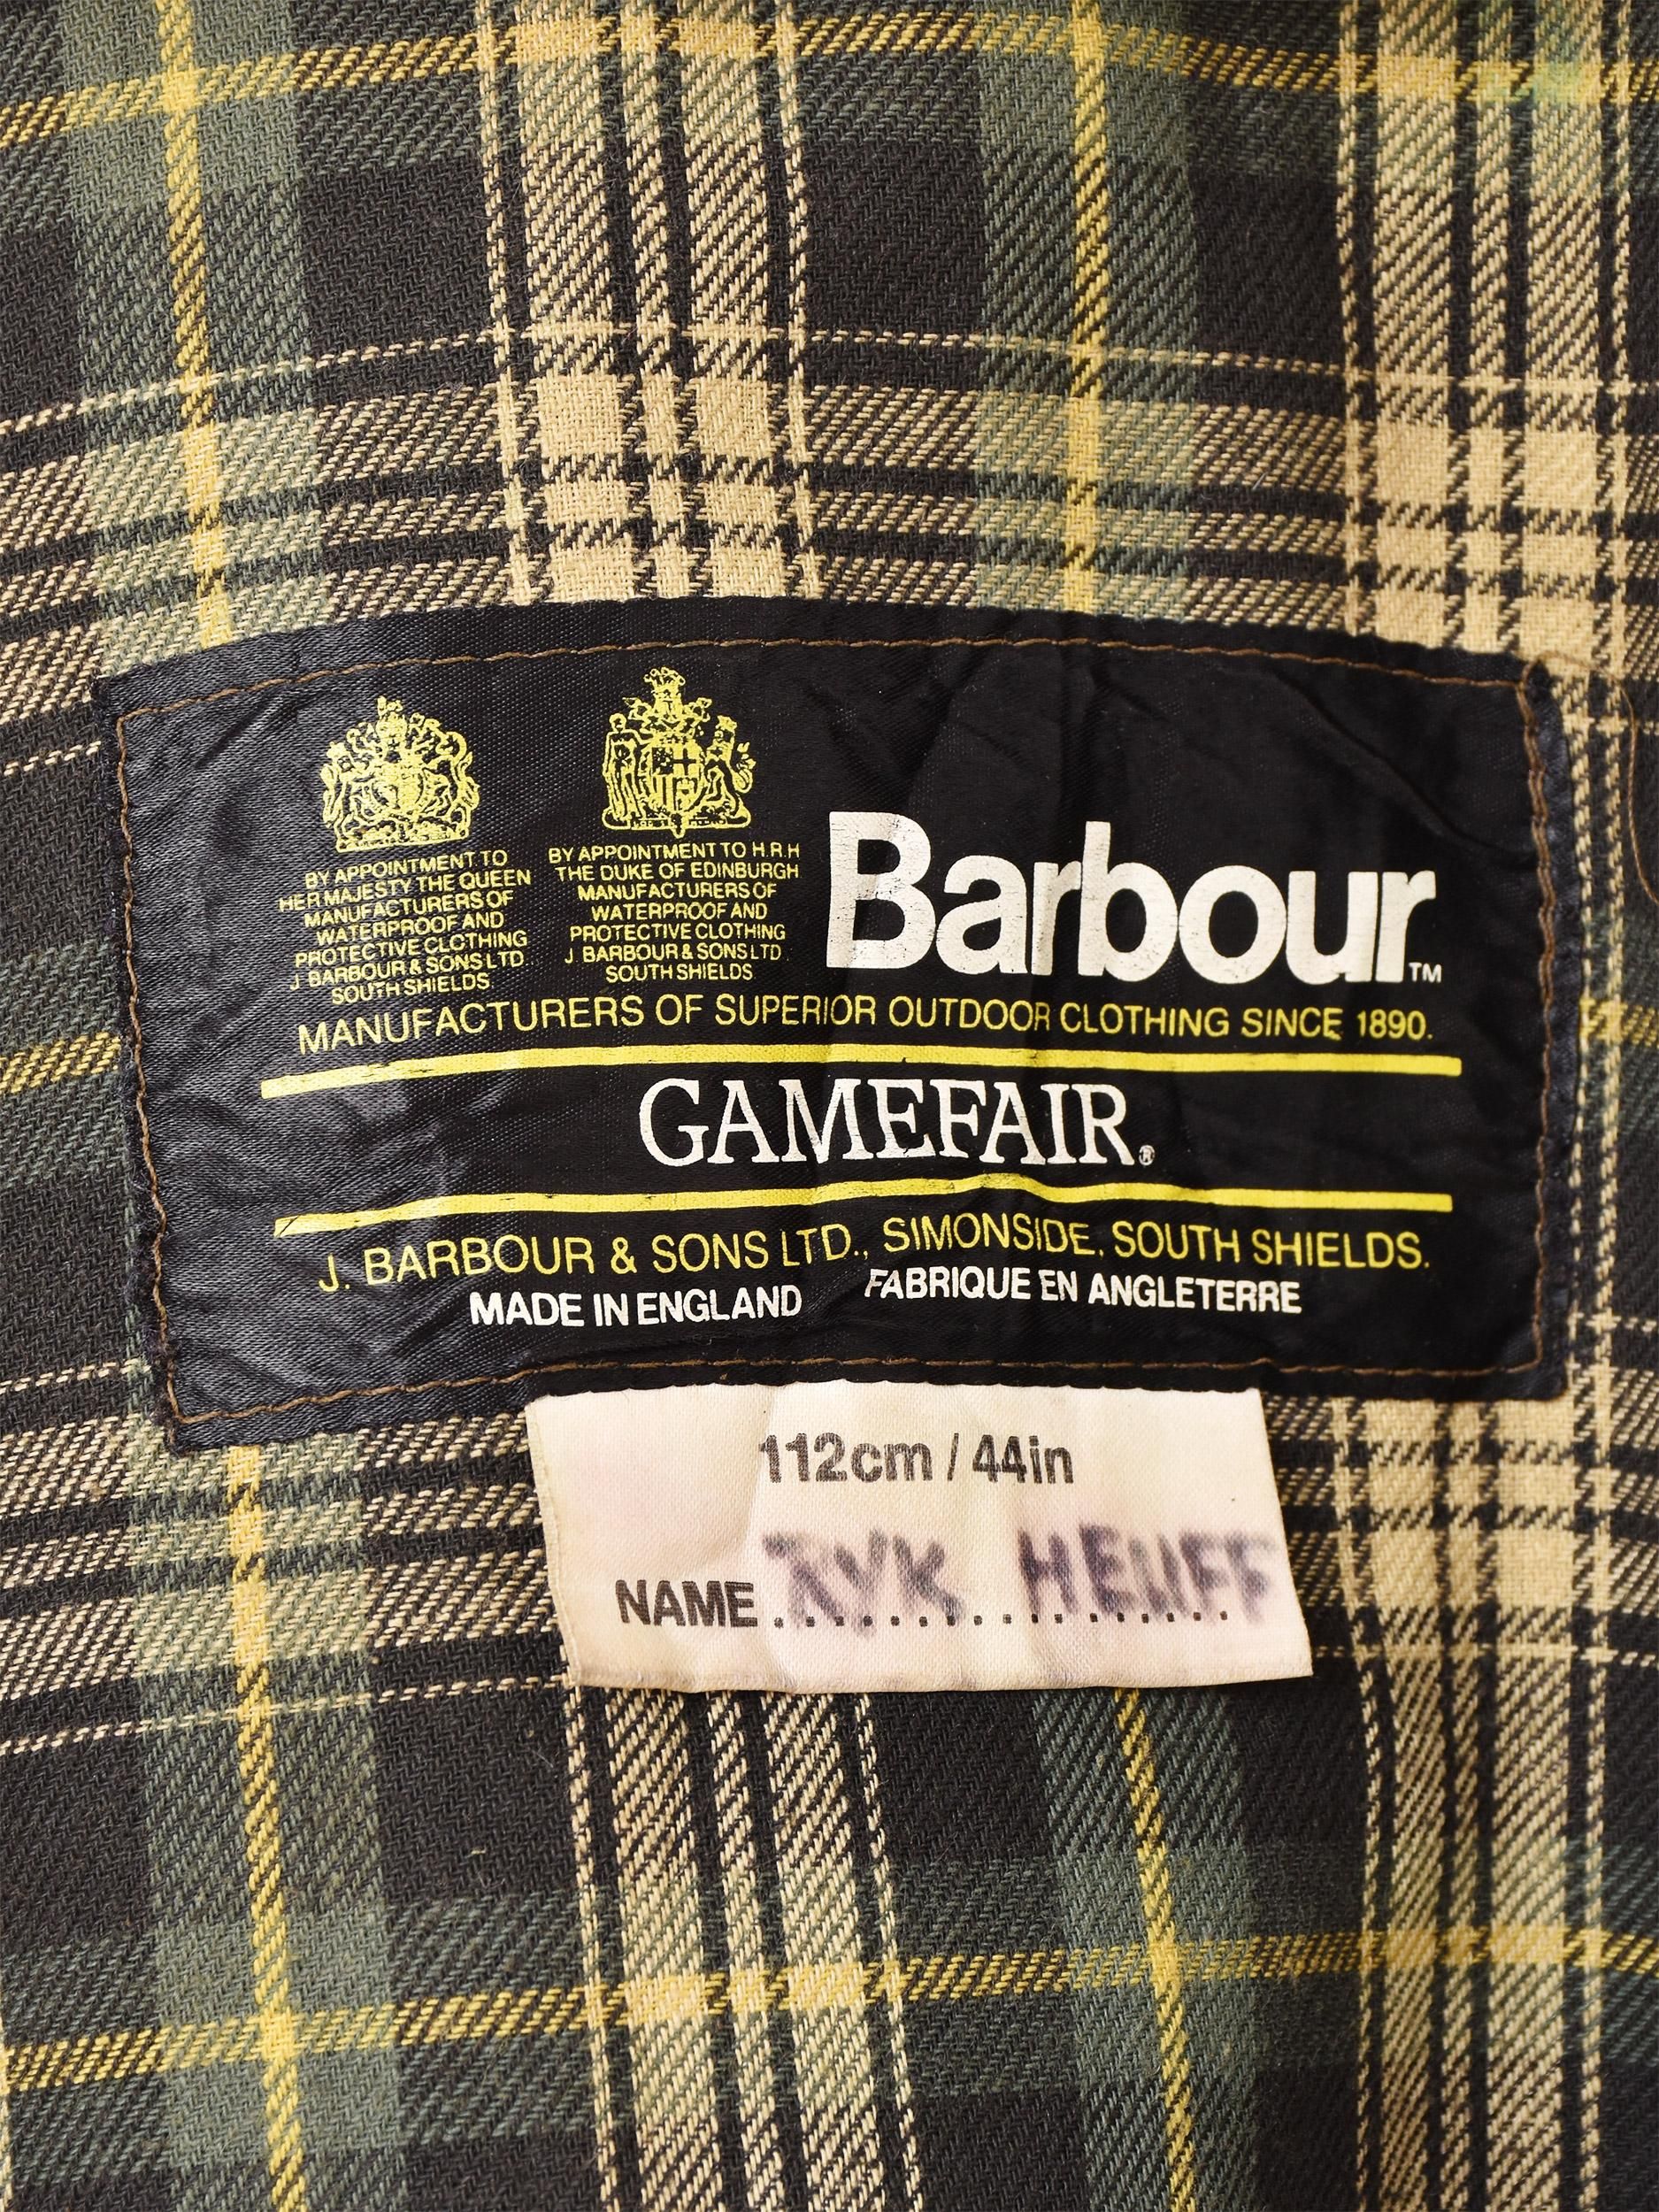 BY APPOINTMENT TO
HER MAJESTY THE QUEEN
MANUFACTURERS OF
WATERPROOF AND
PROTECTIVE CLOTHING
J. BARBOUR & SONS LTD
SOUTH SHIELDS.
BY APPOINTMENT TO H.R.H
THE DUKE OF EDINBURGH
MANUFACTURERS OF
WATERPROOF AND
PROTECTIVE CLOTHING
J. BARBOUR & SONS LTD.
SOUTH SHIELDS
Barbour™
MANUFACTURERS OF SUPERIOR OUTDOOR CLOTHING SINCE 1890.
GAMEFAIR®
J. BARBOUR & SONS LTD., SIMONSIDE, SOUTH SHIELDS.
MADE IN ENGLAND FABRIQUE EN ANGLETERRE
112cm / 44in
NAME